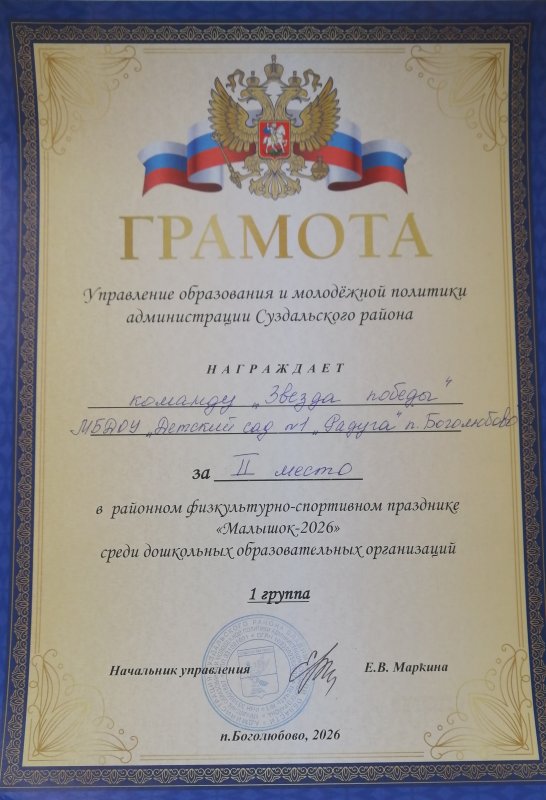 ГРАМОТА
Управление образования и молодёжной политики
администрации Суздальского района
НАГРАЖДАЕТ
команду „Звезда победы"
МБДОУ „Детский сад №1 „Радуга" п. Боголюбово
за II место
в районном физкультурно-спортивном празднике
«Малышок-2026»
среди дошкольных образовательных организаций
1 группа
Начальник управления Е.В. Маркина
п.Боголюбово, 2026